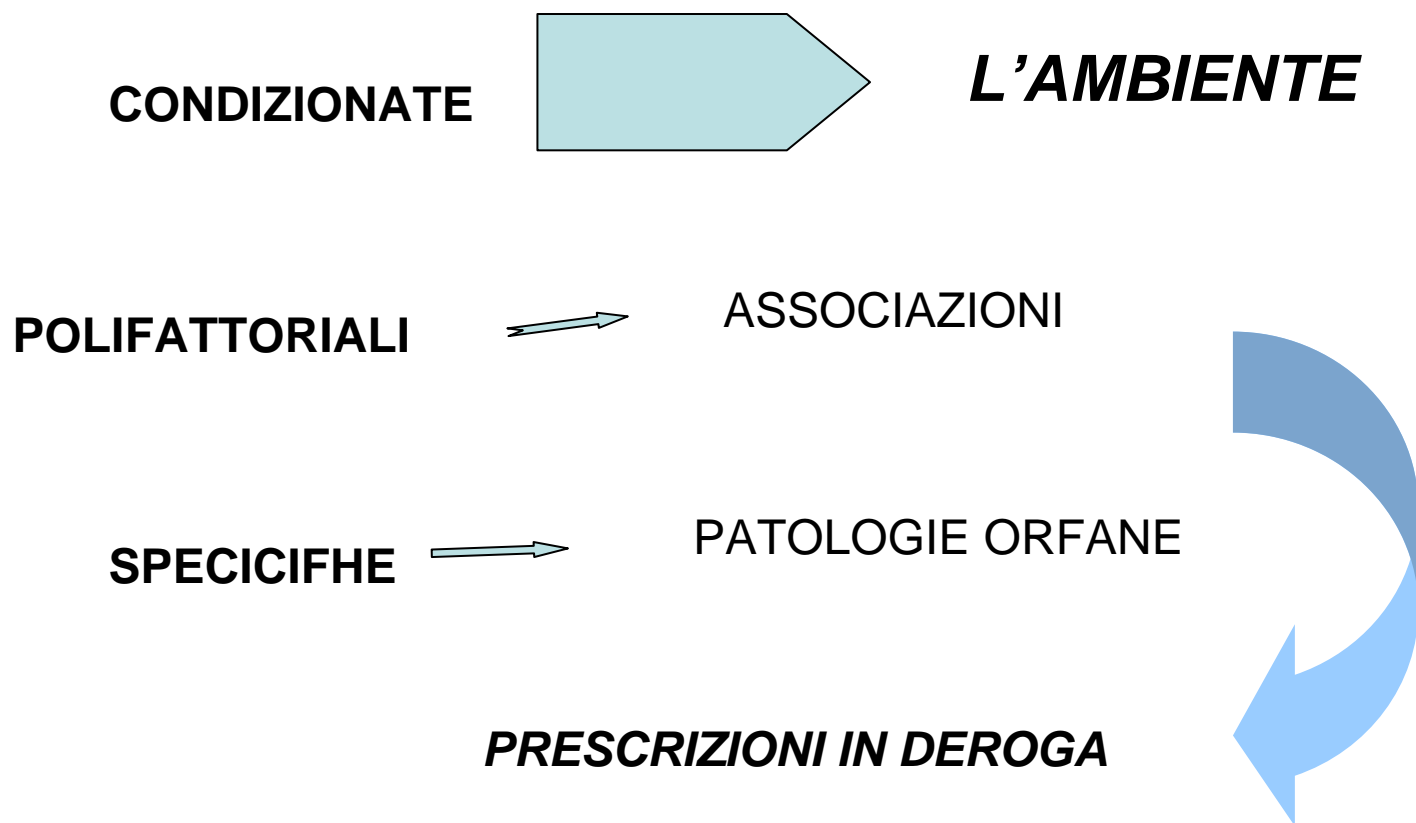 CONDIZIONATE
L’AMBIENTE
POLIFATTORIALI
ASSOCIAZIONI
SPECICIFHE
PATOLOGIE ORFANE
PRESCRIZIONI IN DEROGA